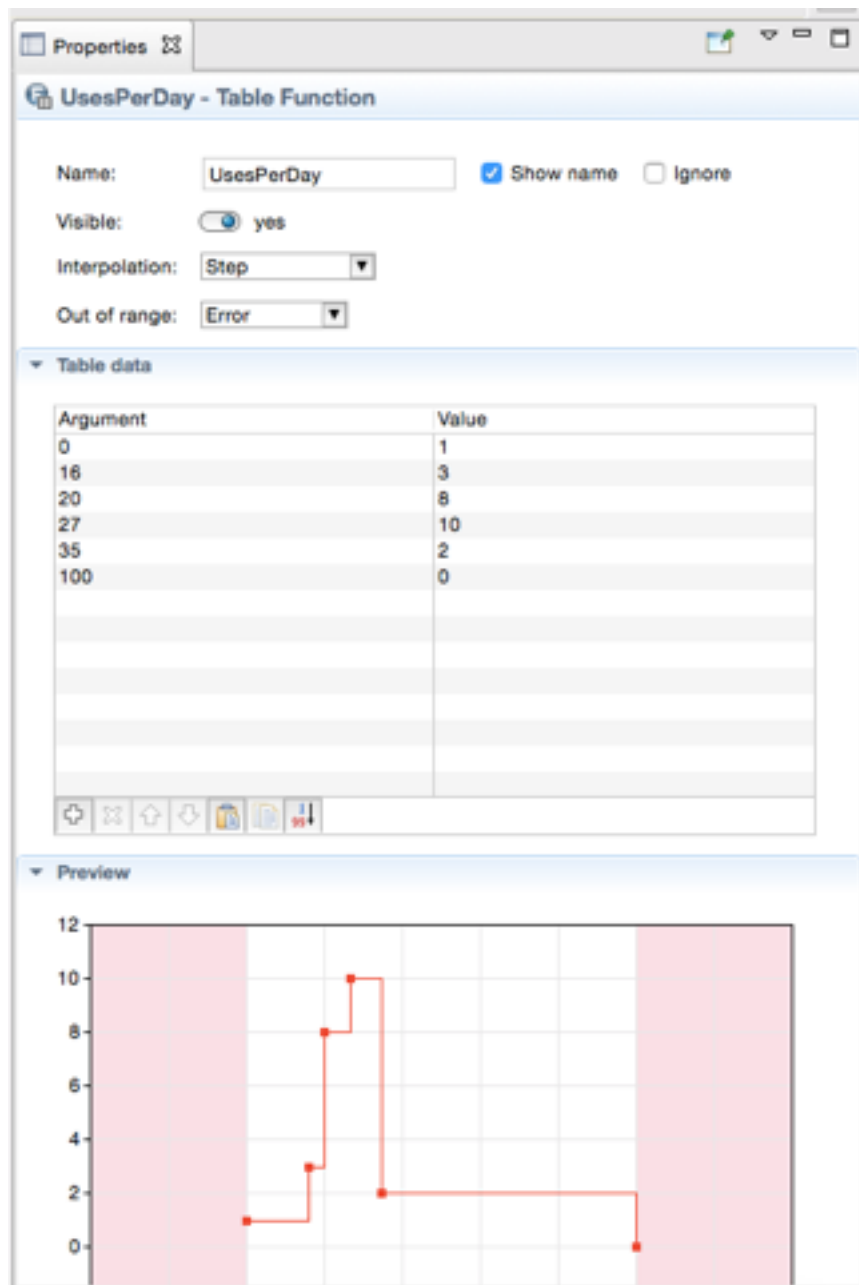 Properties
UsesPerDay - Table Function
Name: UsesPerDay Show name Ignore
Visible: yes
Interpolation: Step
Out of range: Error
Table data
Argument Value
0 1
16 3
20 8
27 10
35 2
100 0
Preview
12
10
8
6
4
2
0